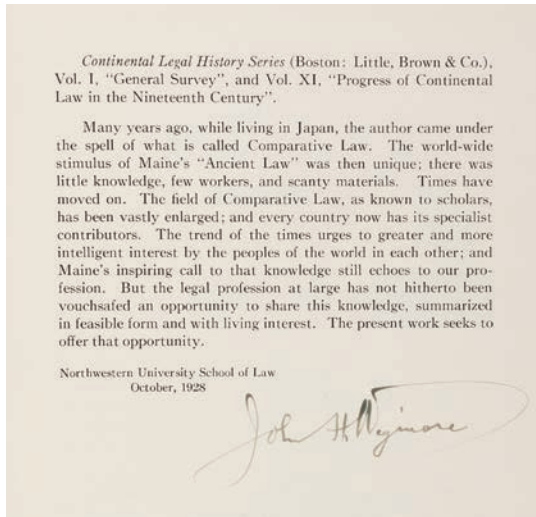 Continental Legal History Series (Boston: Little, Brown & Co.),
Vol. I, "General Survey", and Vol. XI, "Progress of Continental
Law in the Nineteenth Century".
Many years ago, while living in Japan, the author came under
the spell of what is called Comparative Law. The world-wide
stimulus of Maine's "Ancient Law" was then unique; there was
little knowledge, few workers, and scanty materials. Times have
moved on. The field of Comparative Law, as known to scholars,
has been vastly enlarged; and every country now has its specialist
contributors. The trend of the times urges to greater and more
intelligent interest by the peoples of the world in each other; and
Maine's inspiring call to that knowledge still echoes to our pro-
fession. But the legal profession at large has not hitherto been
vouchsafed an opportunity to share this knowledge, summarized
in feasible form and with living interest. The present work seeks to
offer that opportunity.
Northwestern University School of Law
October, 1928
John H Wigmore